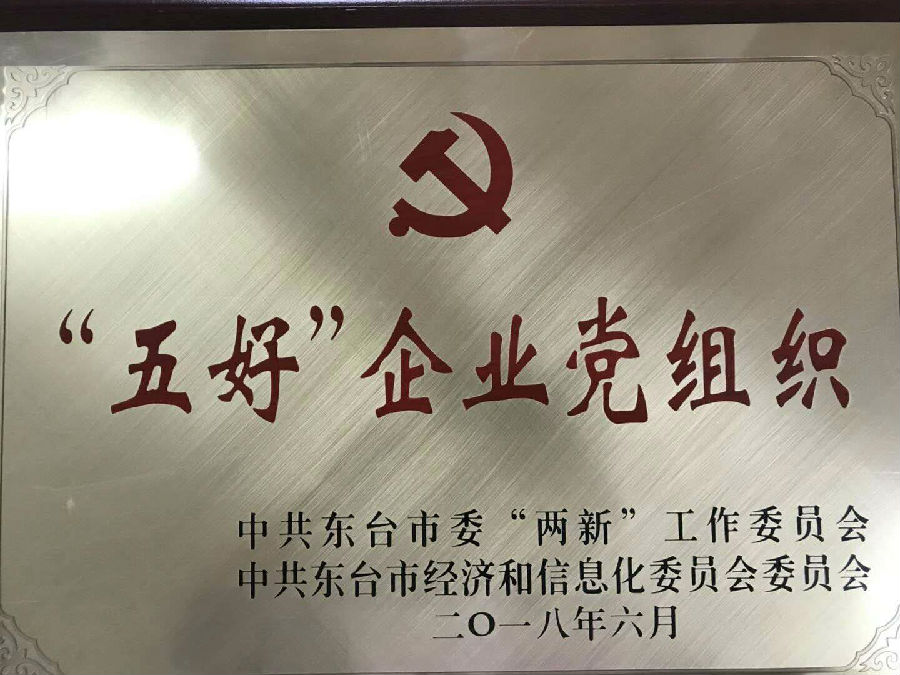 “五好”企业党组织
中共东台市委“两新”工作委员会
中共东台市经济和信息化委员会委员会
二O一八年六月